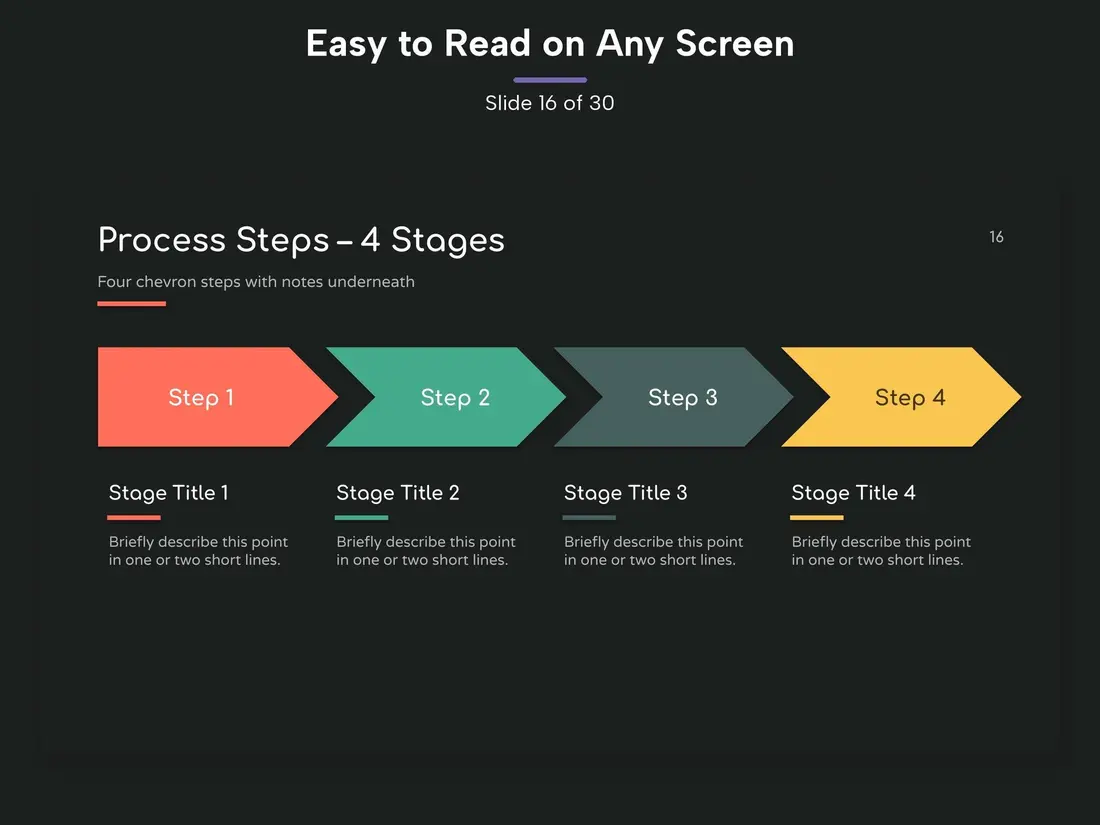 Easy to Read on Any Screen
Slide 16 of 30
Process Steps – 4 Stages
16
Four chevron steps with notes underneath
Step 1
Step 2
Step 3
Step 4
Stage Title 1
Briefly describe this point
in one or two short lines.
Stage Title 2
Briefly describe this point
in one or two short lines.
Stage Title 3
Briefly describe this point
in one or two short lines.
Stage Title 4
Briefly describe this point
in one or two short lines.